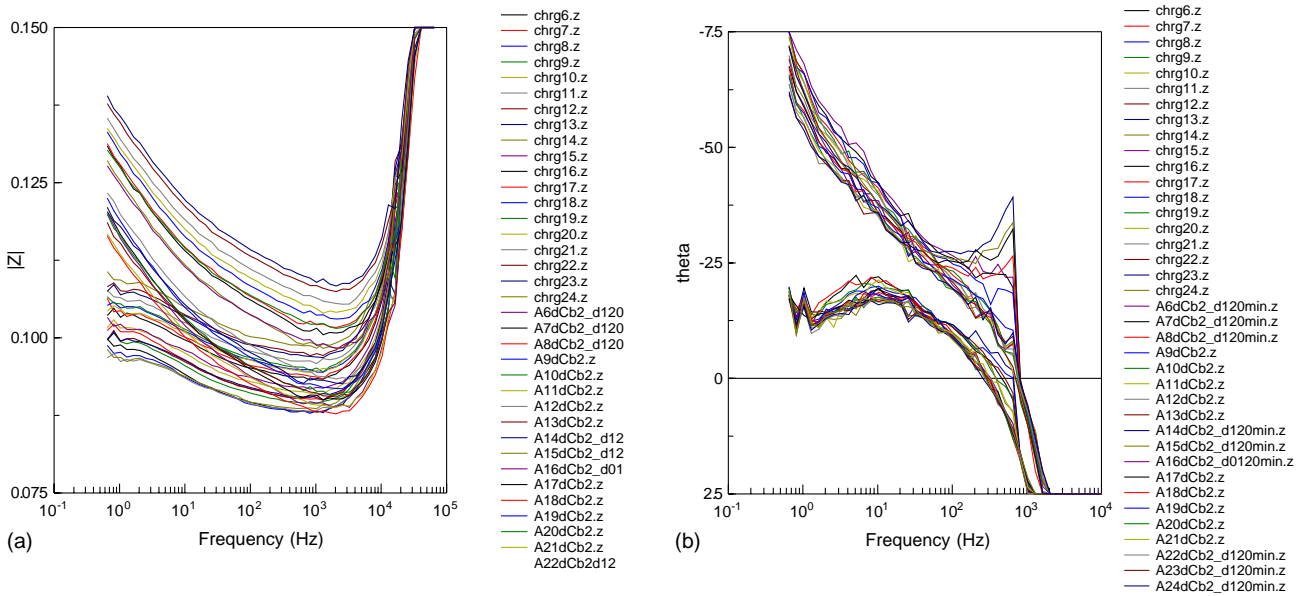 0.150
0.125
0.100
0.075
|Z|
10-1
100
101
102
103
104
105
Frequency (Hz)
(a)
chrg6.z
chrg7.z
chrg8.z
chrg9.z
chrg10.z
chrg11.z
chrg12.z
chrg13.z
chrg14.z
chrg15.z
chrg16.z
chrg17.z
chrg18.z
chrg19.z
chrg20.z
chrg21.z
chrg22.z
chrg23.z
chrg24.z
A6dCb2_d120
A7dCb2_d120
A8dCb2_d120
A9dCb2.z
A10dCb2.z
A11dCb2.z
A12dCb2.z
A13dCb2.z
A14dCb2_d12
A15dCb2_d12
A16dCb2_d01
A17dCb2.z
A18dCb2.z
A19dCb2.z
A20dCb2.z
A21dCb2.z
A22dCb2d12
-7.5
-50
-25
0
25
theta
10-1
100
101
102
103
104
Frequency (Hz)
(b)
chrg6.z
chrg7.z
chrg8.z
chrg9.z
chrg10.z
chrg11.z
chrg12.z
chrg13.z
chrg14.z
chrg15.z
chrg16.z
chrg17.z
chrg18.z
chrg19.z
chrg20.z
chrg21.z
chrg22.z
chrg23.z
chrg24.z
A6dCb2_d120min.z
A7dCb2_d120min.z
A8dCb2_d120min.z
A9dCb2.z
A10dCb2.z
A11dCb2.z
A12dCb2.z
A13dCb2.z
A14dCb2_d120min.z
A15dCb2_d120min.z
A16dCb2_d0120min.z
A17dCb2.z
A18dCb2.z
A19dCb2.z
A20dCb2.z
A21dCb2.z
A22dCb2_d120min.z
A23dCb2_d120min.z
A24dCb2_d120min.z